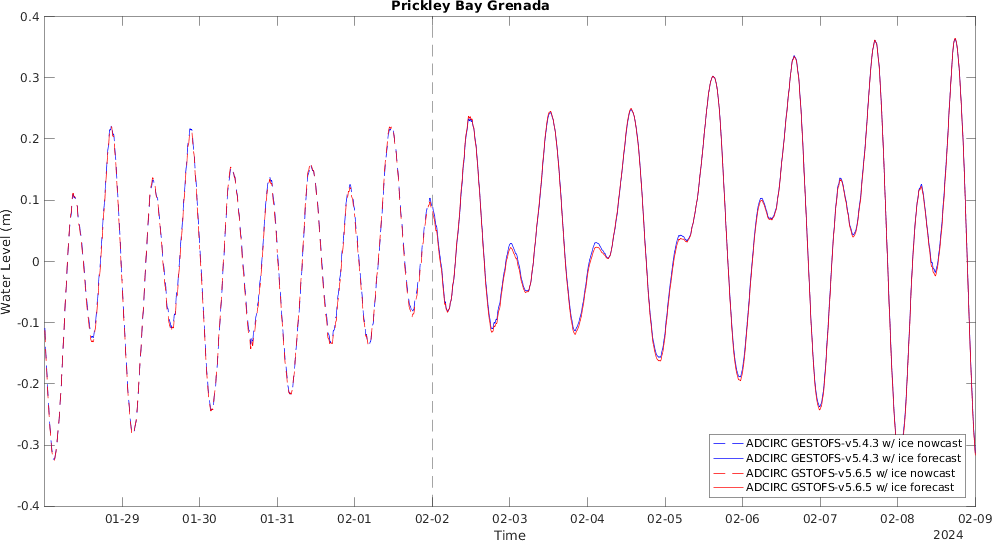 Prickley Bay Grenada
0.4
0.3
0.2
0.1
0
-0.1
-0.2
-0.3
-0.4
Water Level (m)
ADCIRC GESTOFS-v5.4.3 w/ ice nowcast
ADCIRC GESTOFS-v5.4.3 w/ ice forecast
ADCIRC GSTOFS-v5.6.5 w/ ice nowcast
ADCIRC GSTOFS-v5.6.5 w/ ice forecast
01-29 01-30 01-31 02-01 02-02 02-03 02-04 02-05 02-06 02-07 02-08 02-09
Time
2024